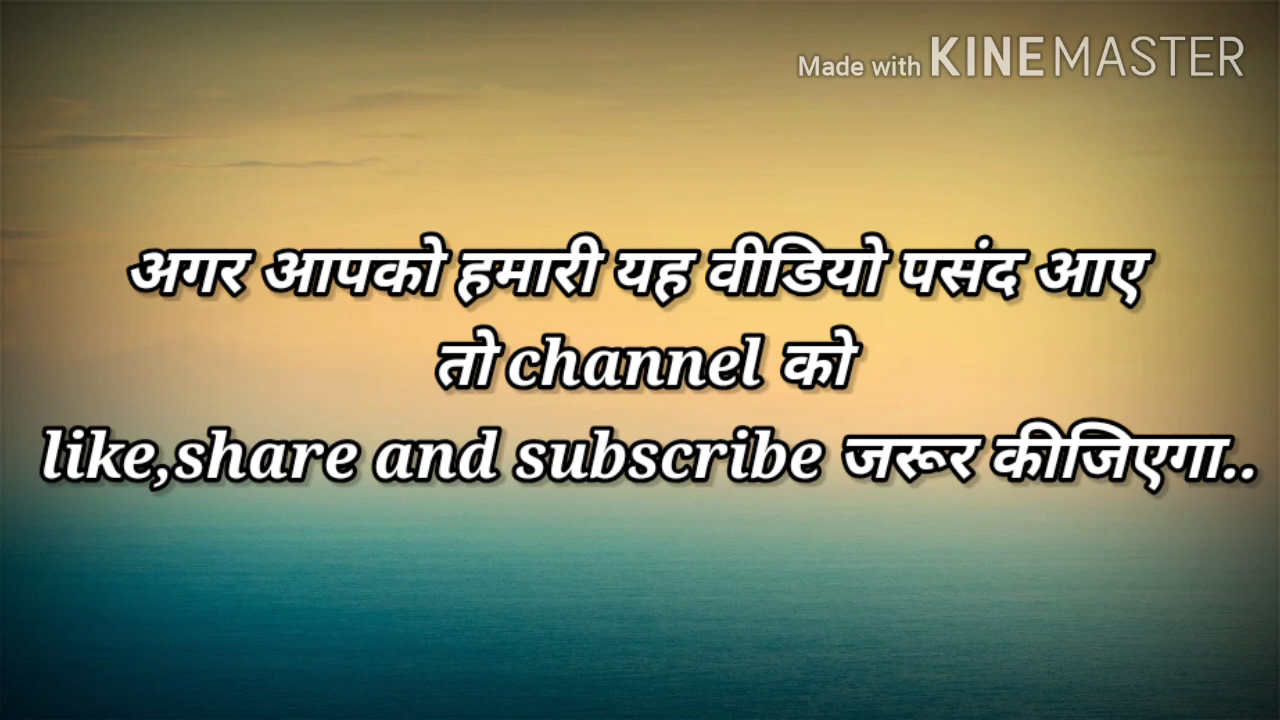 Made with KINEMASTER
अगर आपको हमारी यह वीडियो पसंद आए
तो channel को
like,share and subscribe जरूर कीजिएगा..